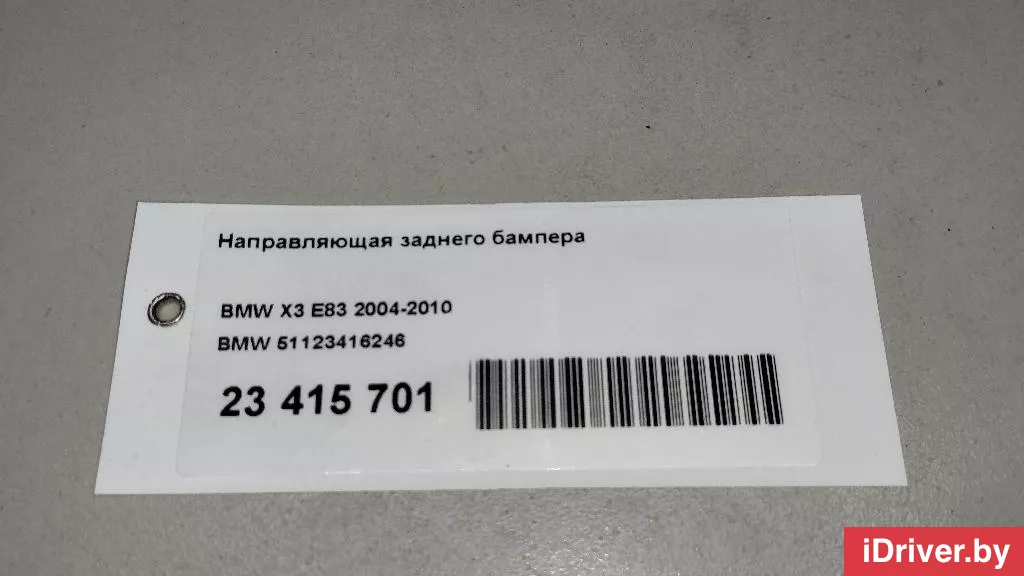 Направляющая заднего бампера
BMW X3 E83 2004-2010
BMW 51123416246
23 415 701
iDriver.by